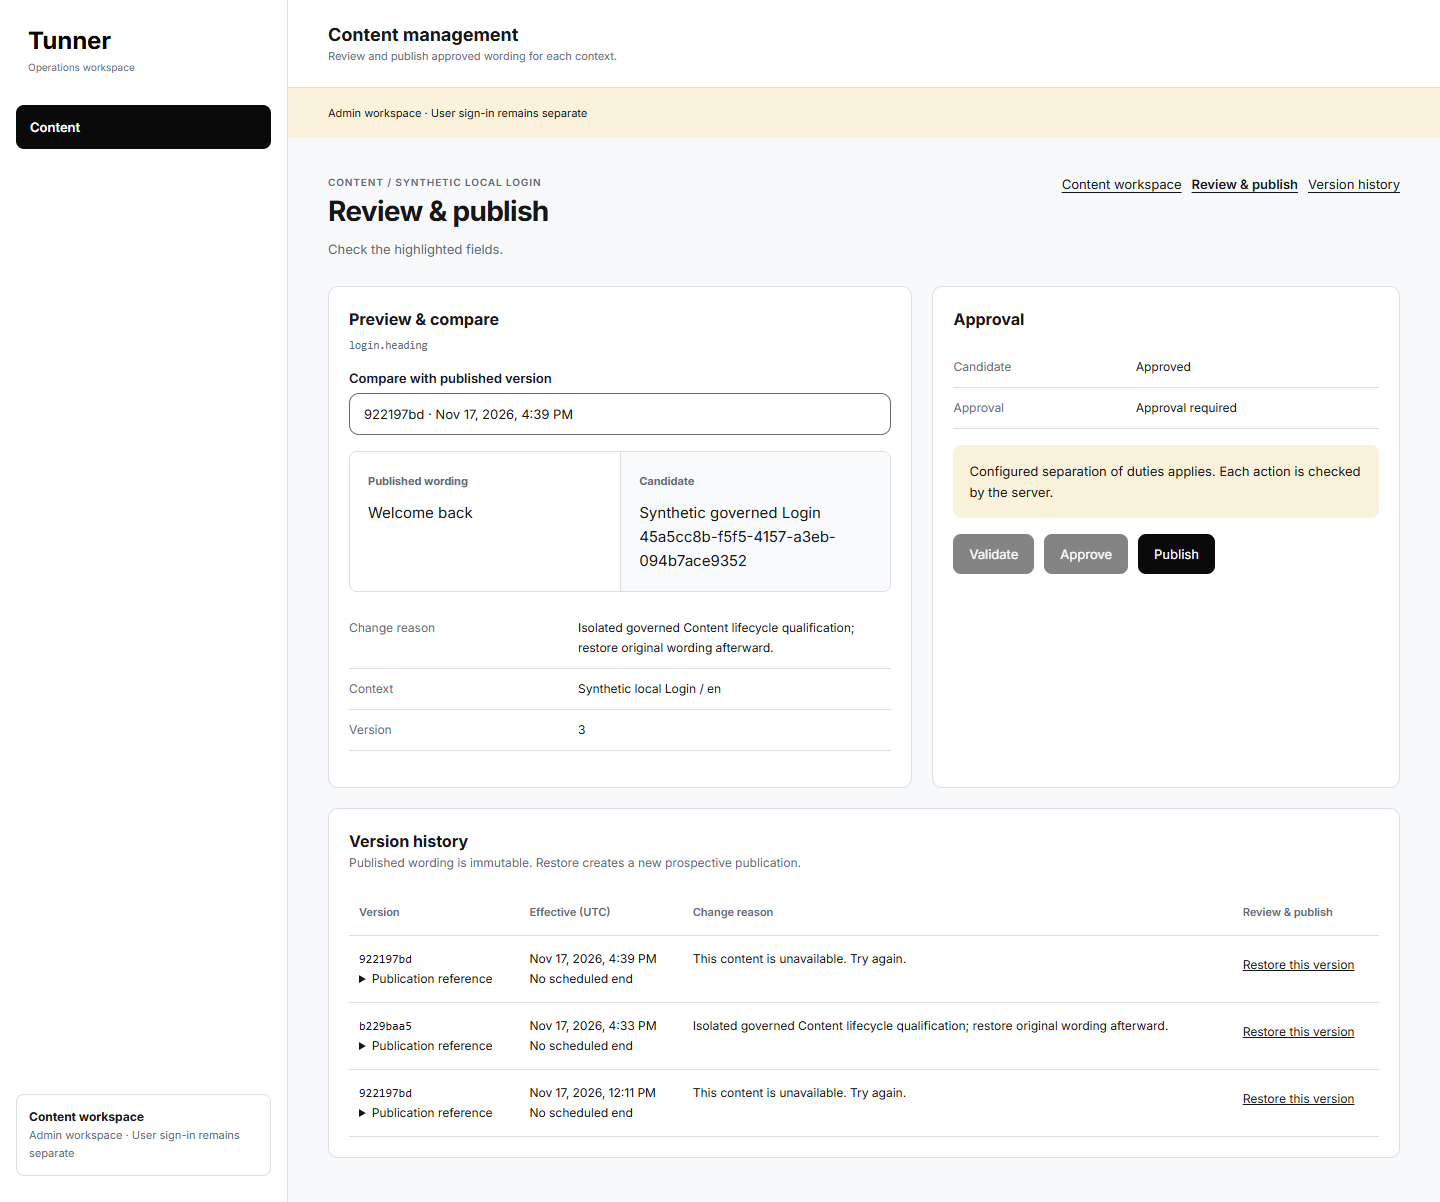 Tunner
Operations workspace
Content
Content workspace
Admin workspace · User sign-in remains
separate
Content management
Review and publish approved wording for each context.
Admin workspace · User sign-in remains separate
CONTENT / SYNTHETIC LOCAL LOGIN
Review & publish
Check the highlighted fields.
Content workspace Review & publish Version history
Preview & compare
login.heading
Compare with published version
922197bd · Nov 17, 2026, 4:39 PM
Published wording
Welcome back
Candidate
Synthetic governed Login
45a5cc8b-f5f5-4157-a3eb-
094b7ace9352
Change reason
Isolated governed Content lifecycle qualification;
restore original wording afterward.
Context Synthetic local Login / en
Version 3
Approval
Candidate Approved
Approval Approval required
Configured separation of duties applies. Each action is checked
by the server.
Validate Approve Publish
Version history
Published wording is immutable. Restore creates a new prospective publication.
Version Effective (UTC) Change reason Review & publish
922197bd Nov 17, 2026, 4:39 PM This content is unavailable. Try again. Restore this version
Publication reference No scheduled end
b229baa5 Nov 17, 2026, 4:33 PM Isolated governed Content lifecycle qualification; restore original wording afterward. Restore this version
Publication reference No scheduled end
922197bd Nov 17, 2026, 12:11 PM This content is unavailable. Try again. Restore this version
Publication reference No scheduled end